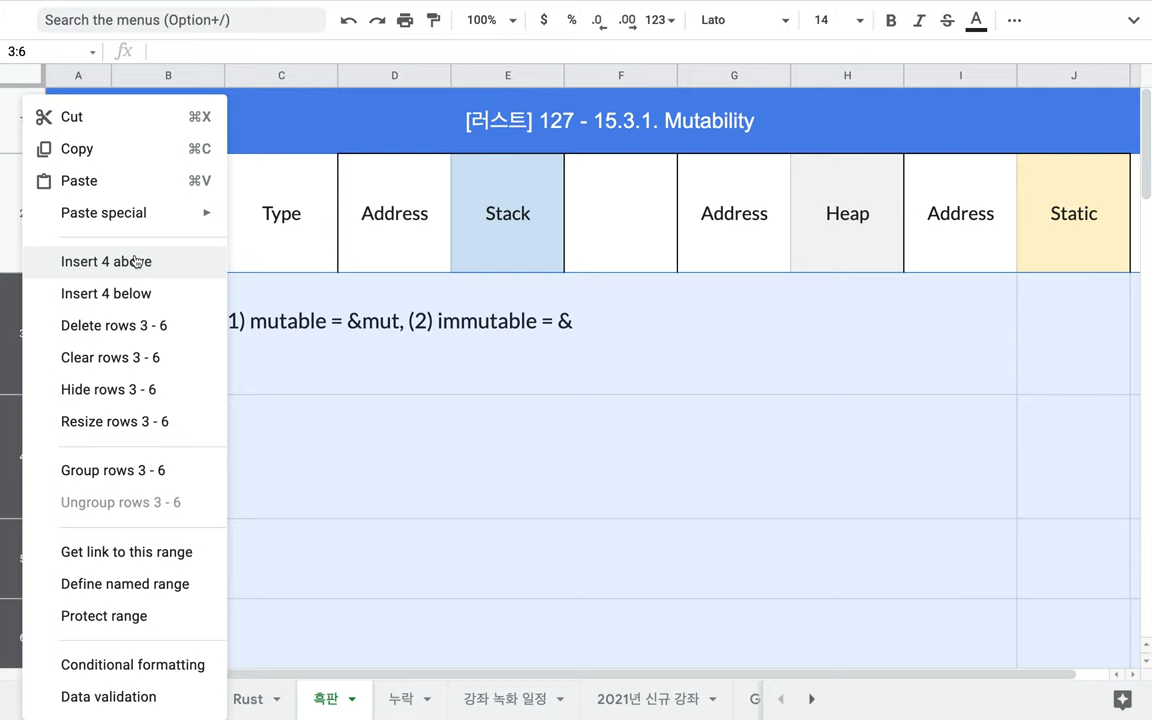 Search the menus (Option+/)
100%
$
%
.0
.00
123
Lato
14
B
I
S
A
3:6
fx
A
B
C
D
E
F
G
H
I
J
[러스트] 127 - 15.3.1. Mutability
Type
Address
Stack
Address
Heap
Address
Static
1) mutable = &mut, (2) immutable = &
Cut ⌘X
Copy ⌘C
Paste ⌘V
Paste special
Insert 4 above
Insert 4 below
Delete rows 3 - 6
Clear rows 3 - 6
Hide rows 3 - 6
Resize rows 3 - 6
Group rows 3 - 6
Ungroup rows 3 - 6
Get link to this range
Define named range
Protect range
Conditional formatting
Data validation
Rust
흑판
누락
강좌 녹화 일정
2021년 신규 강좌